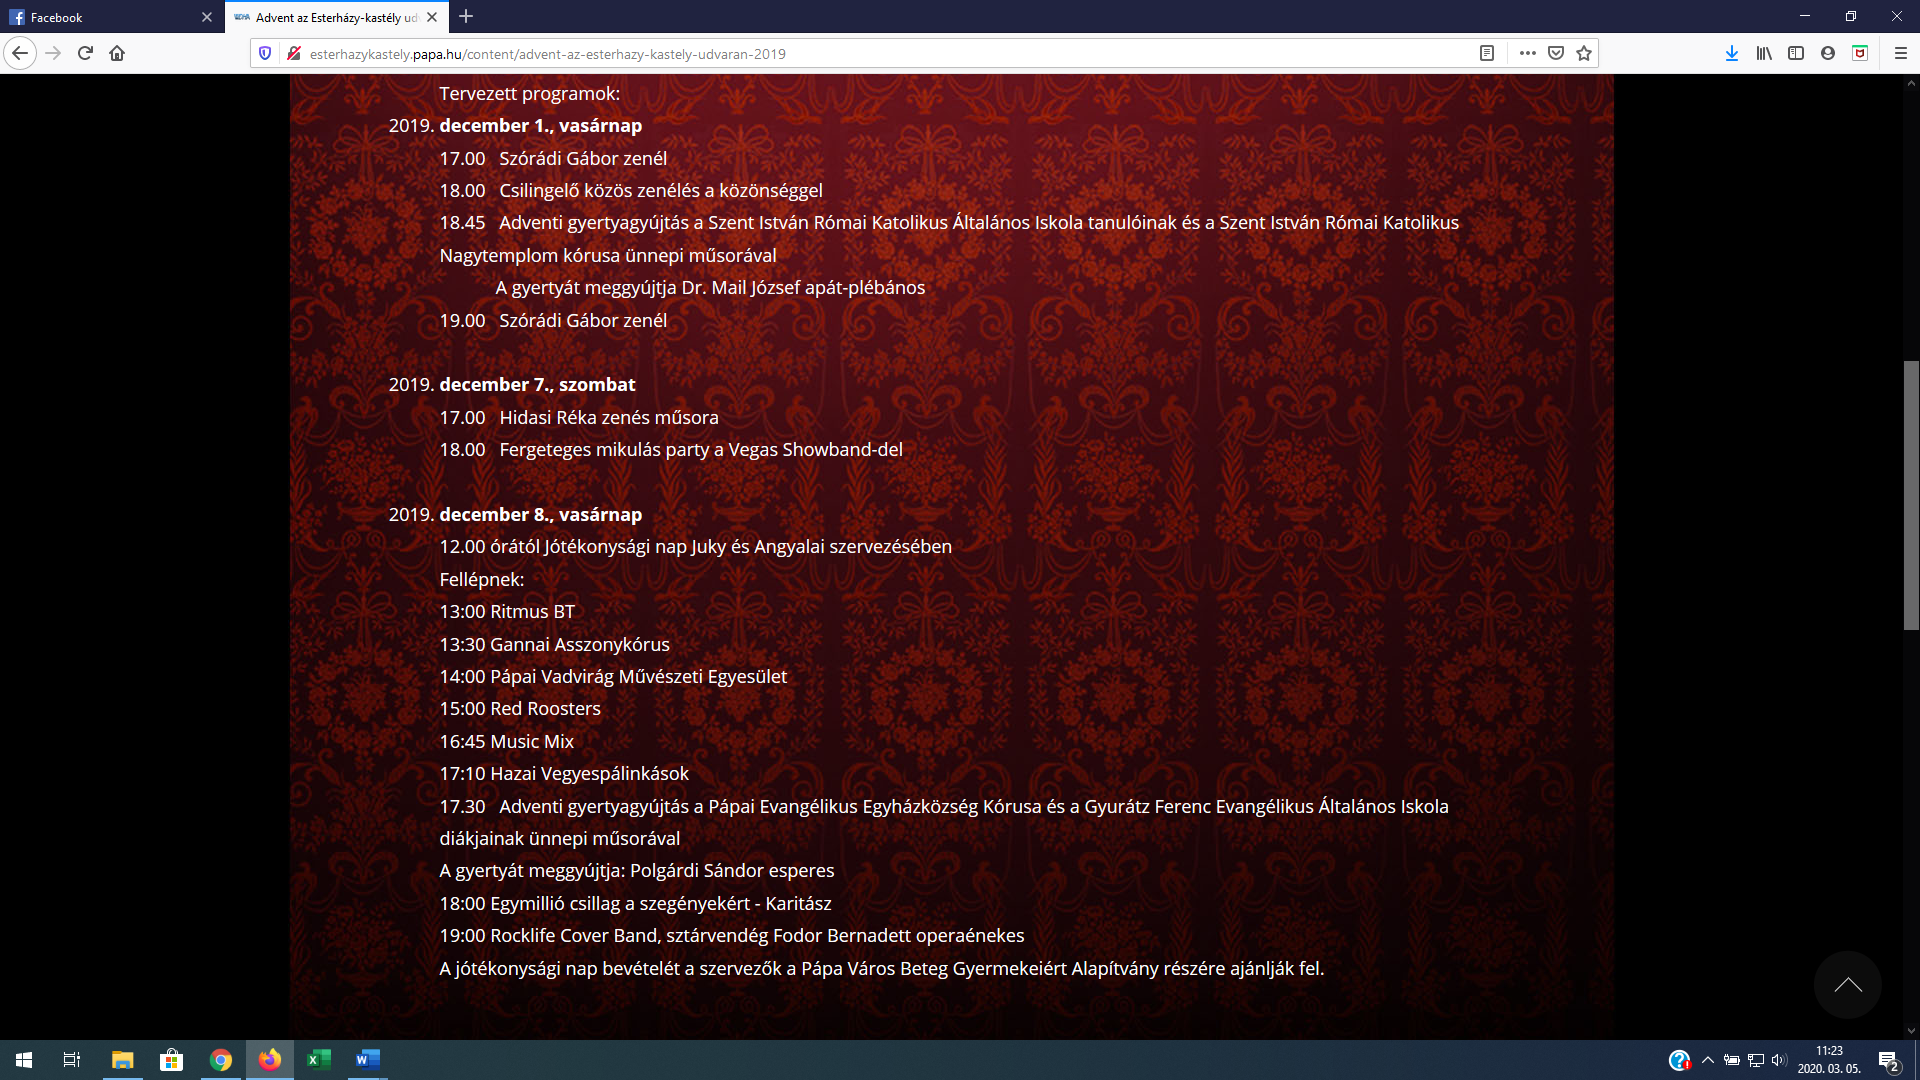 Facebook
Advent az Esterházy-kastély ud
esterhazykastely.papa.hu/content/advent-az-esterhazy-kastely-udvaran-2019
Tervezett programok:
2019. december 1., vasárnap
17.00 Szórádi Gábor zenél
18.00 Csilingelő közös zenélés a közönséggel
18.45 Adventi gyertyagyújtás a Szent István Római Katolikus Általános Iskola tanulóinak és a Szent István Római Katolikus
Nagytemplom kórusa ünnepi műsorával
A gyertyát meggyújtja Dr. Mail József apát-plébános
19.00 Szórádi Gábor zenél
2019. december 7., szombat
17.00 Hidasi Réka zenés műsora
18.00 Fergeteges mikulás party a Vegas Showband-del
2019. december 8., vasárnap
12.00 órától Jótékonysági nap Juky és Angyalai szervezésében
Fellépnek:
13:00 Ritmus BT
13:30 Gannai Asszonykórus
14:00 Pápai Vadvirág Művészeti Egyesület
15:00 Red Roosters
16:45 Music Mix
17:10 Hazai Vegyespálinkások
17.30 Adventi gyertyagyújtás a Pápai Evangélikus Egyházközség Kórusa és a Gyurátz Ferenc Evangélikus Általános Iskola
diákjainak ünnepi műsorával
A gyertyát meggyújtja: Polgárdi Sándor esperes
18:00 Egymillió csillag a szegényekért - Karitász
19:00 Rocklife Cover Band, sztárvendég Fodor Bernadett operaénekes
A jótékonysági nap bevételét a szervezők a Pápa Város Beteg Gyermekeiért Alapítvány részére ajánlják fel.
11:23
2020. 03. 05.
2